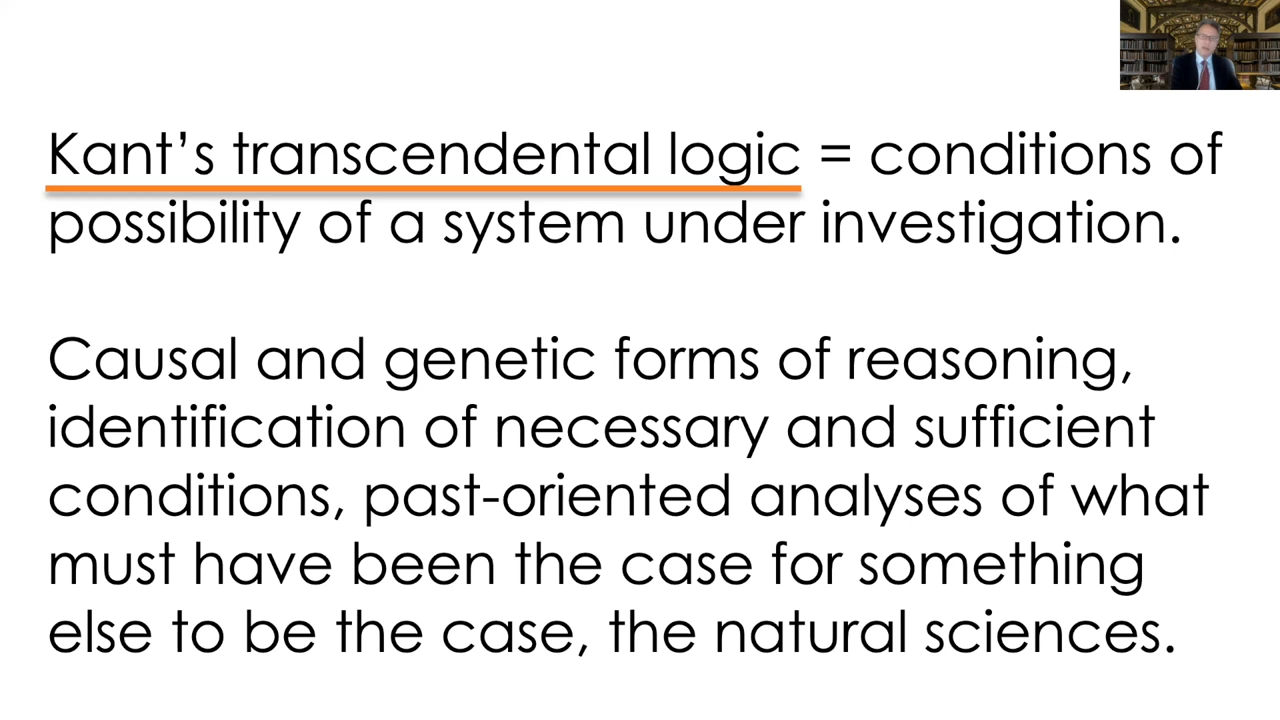 Kant’s transcendental logic = conditions of
possibility of a system under investigation.
Causal and genetic forms of reasoning,
identification of necessary and sufficient
conditions, past-oriented analyses of what
must have been the case for something
else to be the case, the natural sciences.